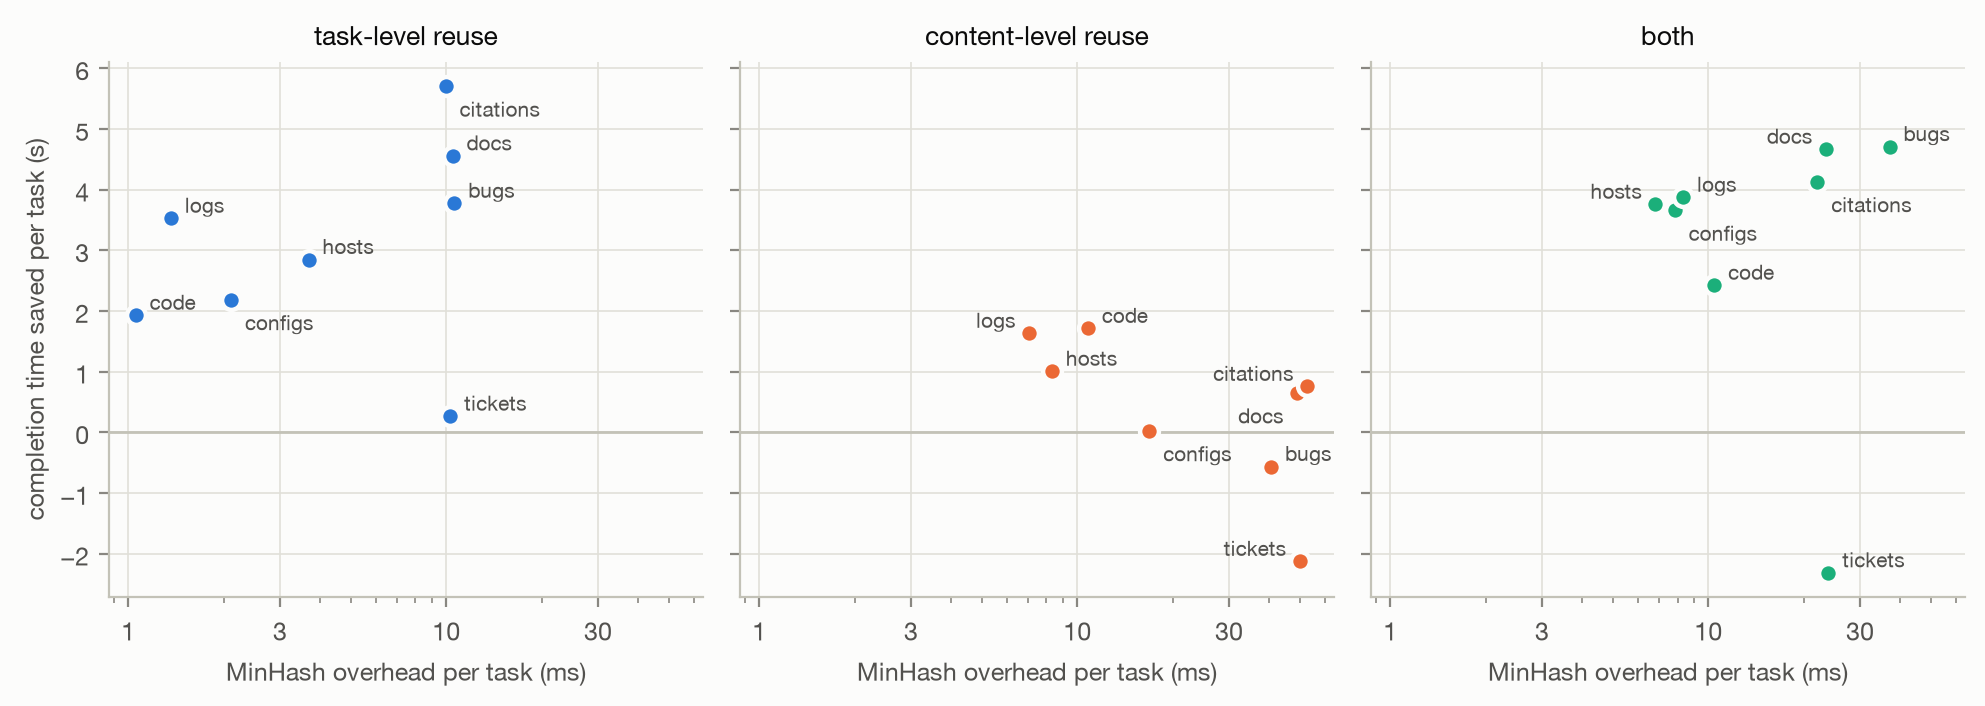 task-level reuse
content-level reuse
both
completion time saved per task (s)
6
5
4
3
2
1
0
−1
−2
citations
docs
bugs
logs
hosts
code
configs
tickets
1
3
10
30
MinHash overhead per task (ms)
logs
code
hosts
citations
docs
configs
bugs
tickets
1
3
10
30
MinHash overhead per task (ms)
docs
bugs
hosts
logs
citations
configs
code
tickets
1
3
10
30
MinHash overhead per task (ms)